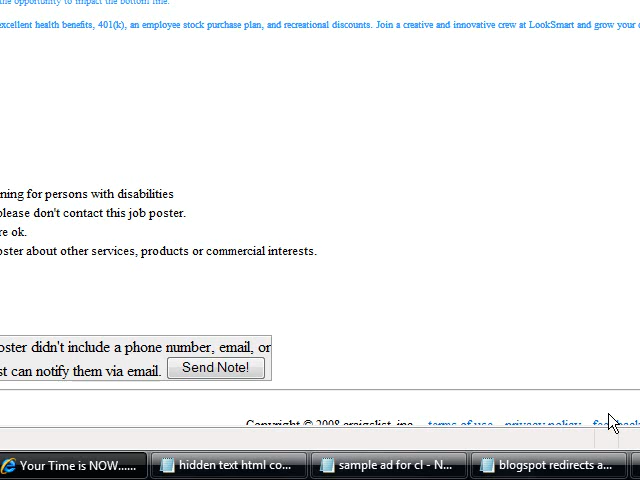 the opportunity to impact the bottom line.
excellent health benefits, 401(k), an employee stock purchase plan, and recreational discounts. Join a creative and innovative crew at LookSmart and grow your
ning for persons with disabilities
please don't contact this job poster.
re ok.
oster about other services, products or commercial interests.
oster didn't include a phone number, email, or
st can notify them via email. Send Note!
Copyright © 2008 craigslist, inc. terms of use privacy policy feedback
Your Time is NOW...... hidden text html co... sample ad for cl - N... blogspot redirects a...